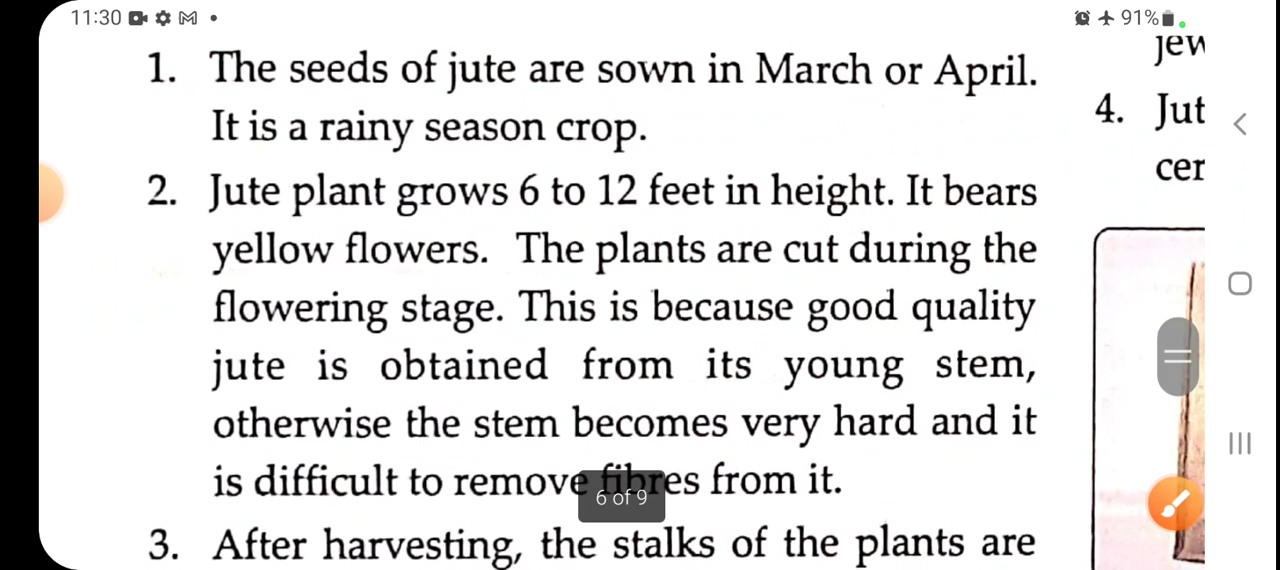 11:30
91%
1. The seeds of jute are sown in March or April.
It is a rainy season crop.
2. Jute plant grows 6 to 12 feet in height. It bears
yellow flowers. The plants are cut during the
flowering stage. This is because good quality
jute is obtained from its young stem,
otherwise the stem becomes very hard and it
is difficult to remove fibres from it.
6 of 9
3. After harvesting, the stalks of the plants are
jew
4. Jut
cer